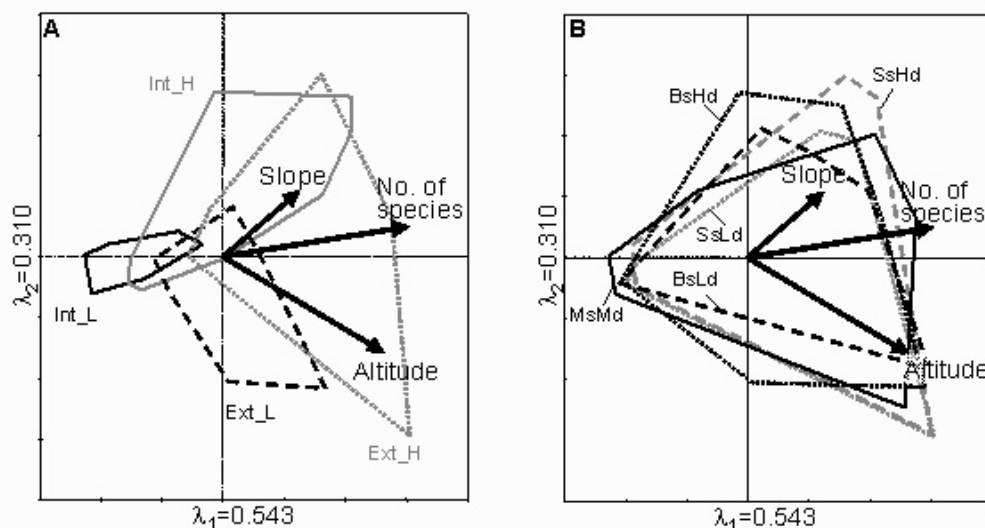 A
Int_H
Slope
No. of
species
Int_L
Altitude
Ext_L
Ext_H
λ2=0.310
λ1=0.543
B
SsHd
BsHd
Slope
No. of
species
SsLd
BsLd
MsMd
Altitude
λ2=0.310
λ1=0.543